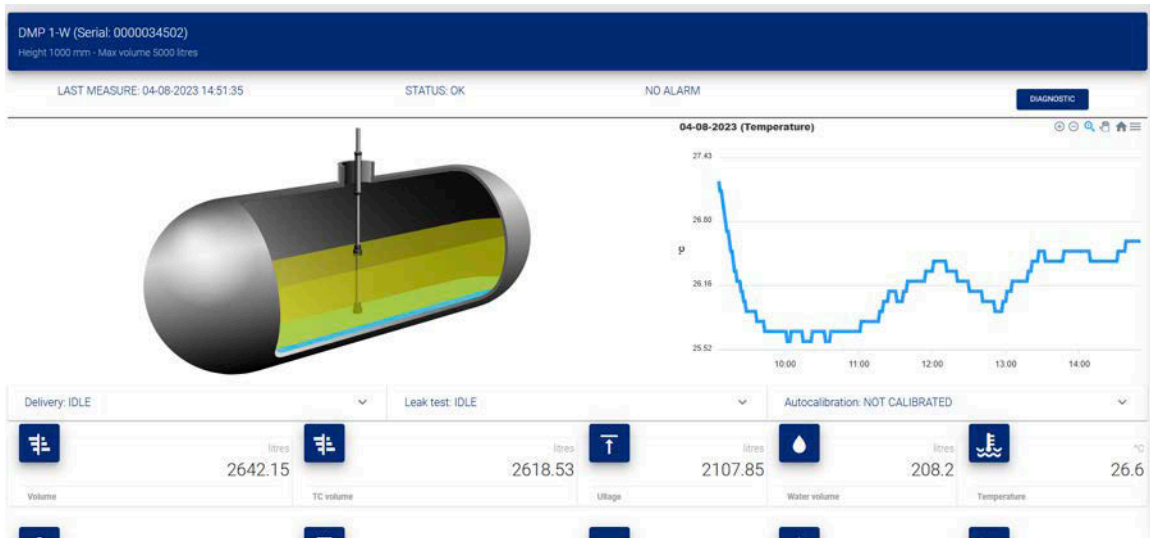 DMP 1-W (Serial: 0000034502)
Height 1000 mm - Max volume 5000 litres
LAST MEASURE: 04-08-2023 14:51:35 STATUS: OK NO ALARM DIAGNOSTIC
04-08-2023 (Temperature)
27.43
26.80
°C
26.16
25.52
10:00 11:00 12:00 13:00 14:00
Delivery: IDLE Leak test: IDLE Autocalibration: NOT CALIBRATED
litres litres litres litres °C
2642.15 2618.53 2107.85 208.2 26.6
Volume TC volume Ullage Water volume Temperature